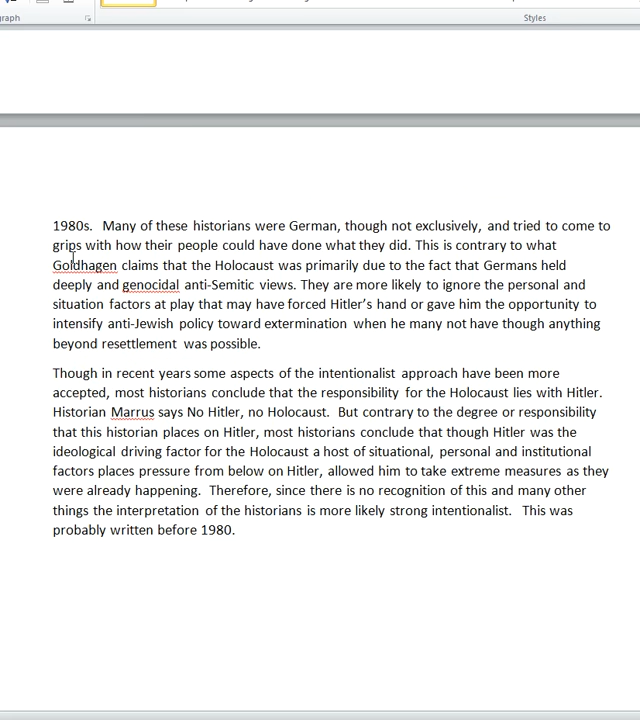 raph
Styles
1980s.  Many of these historians were German, though not exclusively, and tried to come to
grips with how their people could have done what they did. This is contrary to what
Goldhagen claims that the Holocaust was primarily due to the fact that Germans held
deeply and genocidal anti-Semitic views. They are more likely to ignore the personal and
situation factors at play that may have forced Hitler's hand or gave him the opportunity to
intensify anti-Jewish policy toward extermination when he many not have though anything
beyond resettlement was possible.
Though in recent years some aspects of the intentionalist approach have been more
accepted, most historians conclude that the responsibility for the Holocaust lies with Hitler.
Historian Marrus says No Hitler, no Holocaust.  But contrary to the degree or responsibility
that this historian places on Hitler, most historians conclude that though Hitler was the
ideological driving factor for the Holocaust a host of situational, personal and institutional
factors places pressure from below on Hitler, allowed him to take extreme measures as they
were already happening.  Therefore, since there is no recognition of this and many other
things the interpretation of the historians is more likely strong intentionalist.  This was
probably written before 1980.